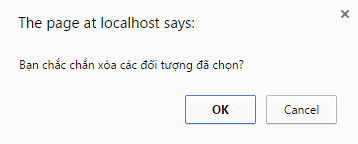 The page at localhost says:
Bạn chắc chắn xóa các đối tượng đã chọn?
OK Cancel